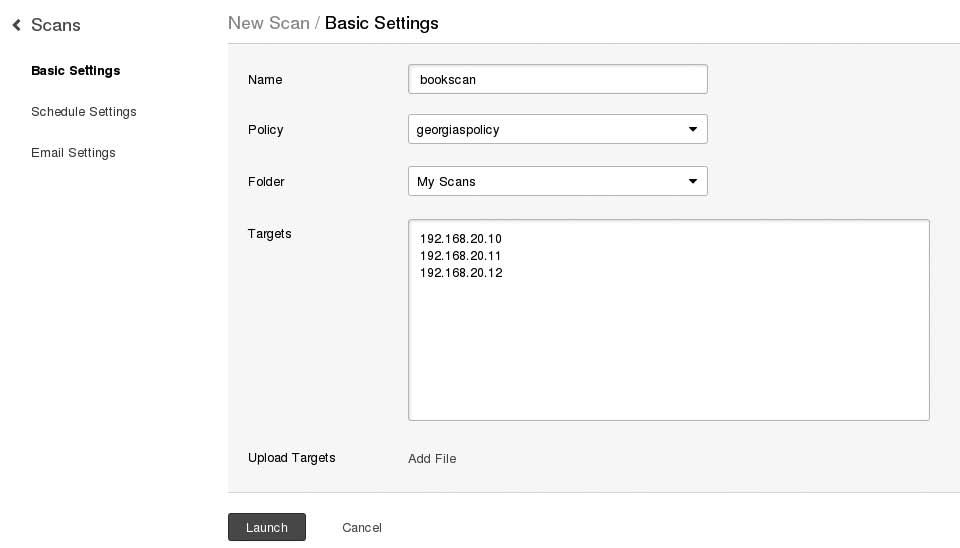 Scans
New Scan / Basic Settings
Basic Settings
Schedule Settings
Email Settings
Name
bookscan
Policy
georgiaspolicy
Folder
My Scans
Targets
192.168.20.10
192.168.20.11
192.168.20.12
Upload Targets
Add File
Launch
Cancel